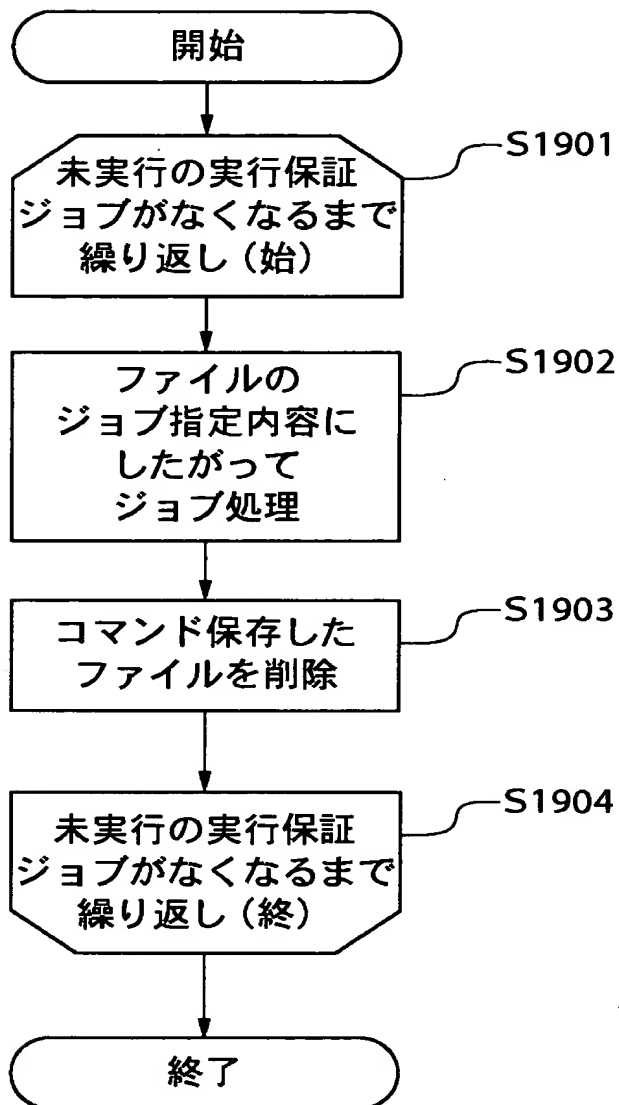 開始
未実行の実行保証
ジョブがなくなるまで
繰り返し（始）
S1901
ファイルの
ジョブ指定内容に
したがって
ジョブ処理
S1902
コマンド保存した
ファイルを削除
S1903
未実行の実行保証
ジョブがなくなるまで
繰り返し（終）
S1904
終了